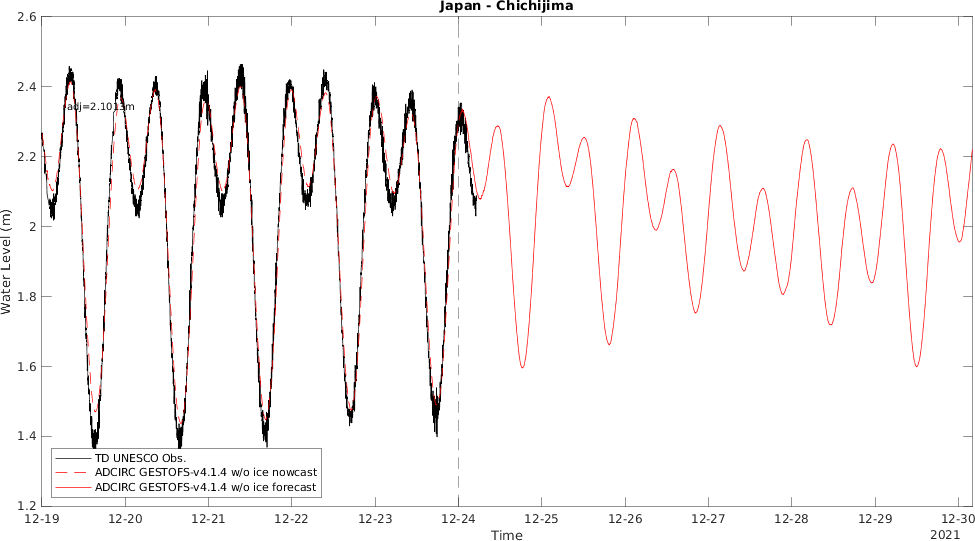 Japan - Chichijima
Water Level (m)
2.6
2.4
2.2
2
1.8
1.6
1.4
1.2
adj=2.1013m
TD UNESCO Obs.
ADCIRC GESTOFS-v4.1.4 w/o ice nowcast
ADCIRC GESTOFS-v4.1.4 w/o ice forecast
12-19 12-20 12-21 12-22 12-23 12-24 12-25 12-26 12-27 12-28 12-29 12-30
Time
2021